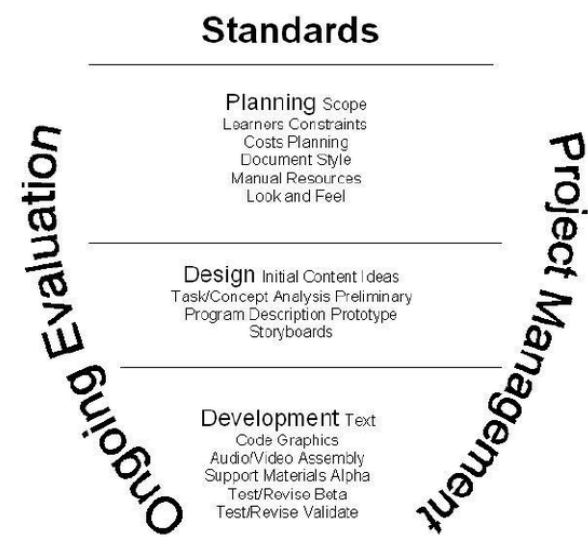 Standards
Planning Scope
Learners Constraints
Costs Planning
Document Style
Manual Resources
Look and Feel
Design Initial Content Ideas
Task/Concept Analysis Preliminary
Program Description Prototype
Storyboards
Development Text
Code Graphics
Audio/Video Assembly
Support Materials Alpha
Test/Revise Beta
Test/Revise Validate
Ongoing Evaluation
Project Management